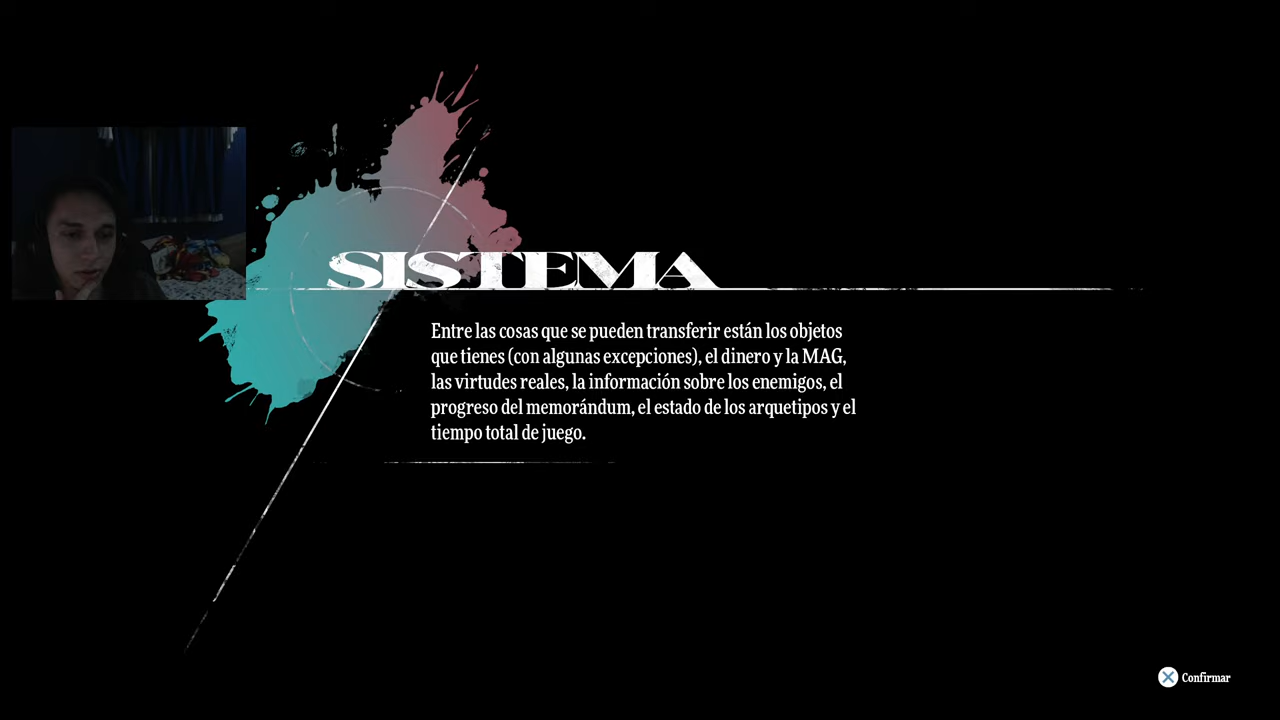 SISTEMA
Entre las cosas que se pueden transferir están los objetos
que tienes (con algunas excepciones), el dinero y la MAG,
las virtudes reales, la información sobre los enemigos, el
progreso del memorándum, el estado de los arquetipos y el
tiempo total de juego.
Confirmar